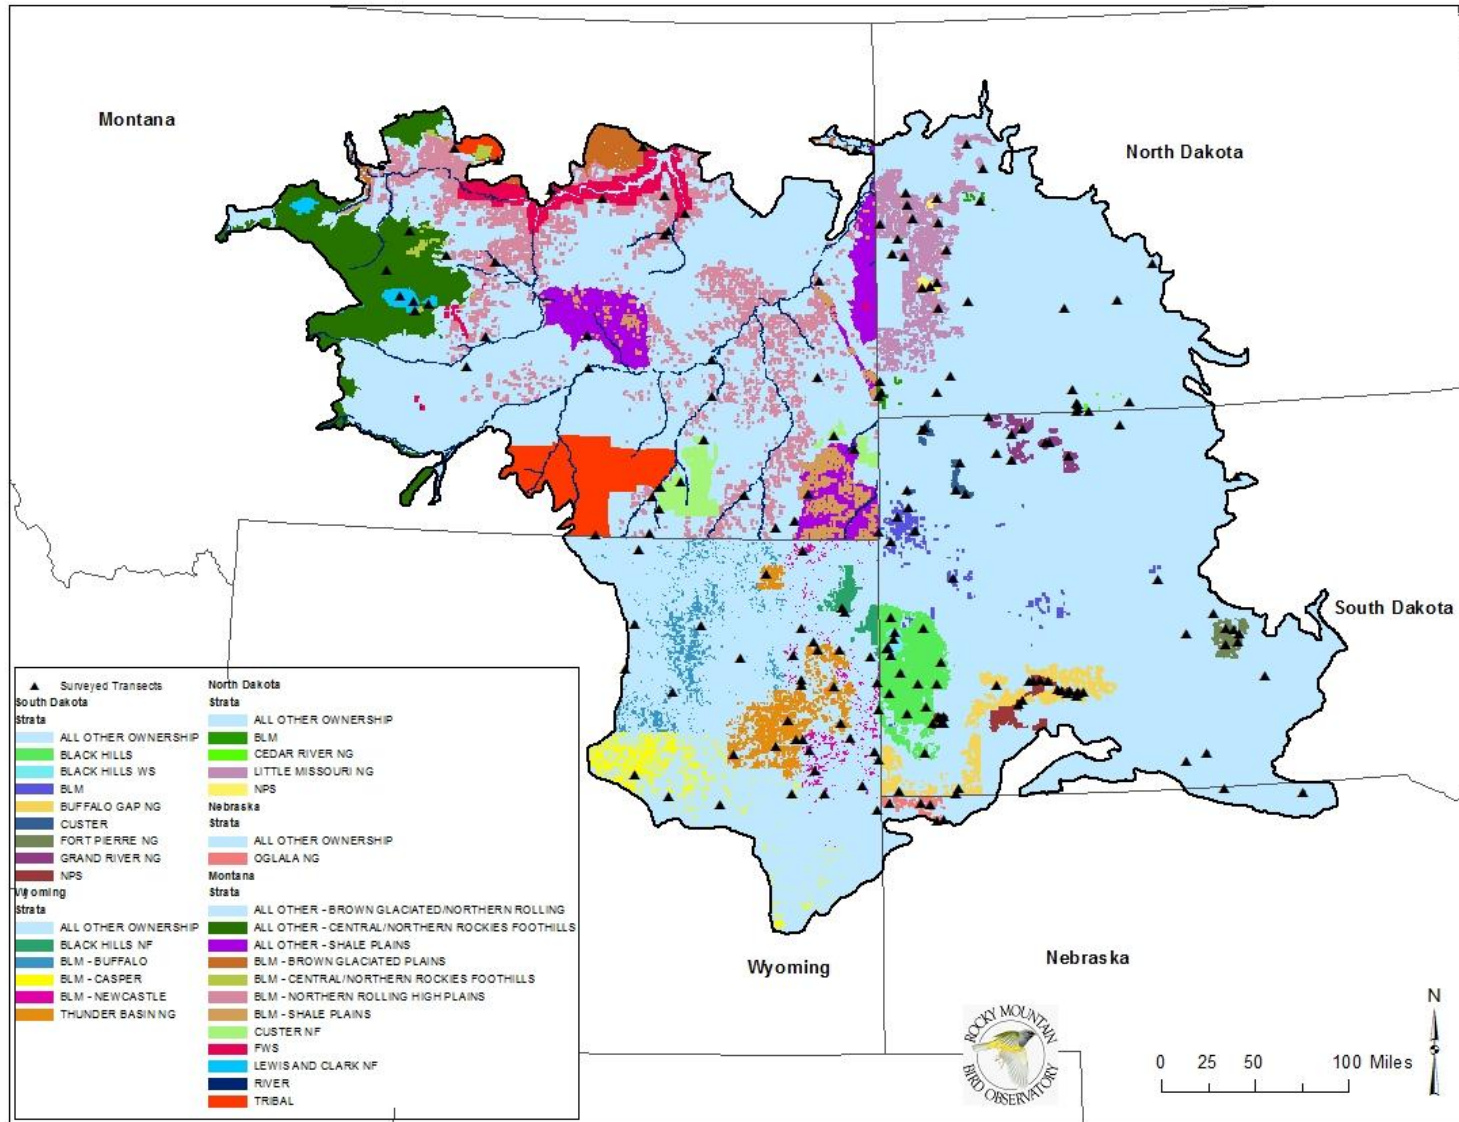 Montana
North Dakota
South Dakota
Wyoming
Nebraska
Surveyed Transects
South Dakota
Strata
ALL OTHER OWNERSHIP
BLACK HILLS
BLACK HILLS WS
BLM
BUFFALO GAP NG
CUSTER
FORT PIERRE NG
GRAND RIVER NG
NPS
Wyoming
Strata
ALL OTHER OWNERSHIP
BLACK HILLS NF
BLM - BUFFALO
BLM - CASPER
BLM - NEWCASTLE
THUNDER BASIN NG
North Dakota
Strata
ALL OTHER OWNERSHIP
BLM
CEDAR RIVER NG
LITTLE MISSOURI NG
NPS
Nebraska
Strata
ALL OTHER OWNERSHIP
OGLALA NG
Montana
Strata
ALL OTHER - BROWN GLACIATED/NORTHERN ROLLING
ALL OTHER - CENTRAL/NORTHERN ROCKIES FOOTHILLS
ALL OTHER - SHALE PLAINS
BLM - BROWN GLACIATED PLAINS
BLM - CENTRAL/NORTHERN ROCKIES FOOTHILLS
BLM - NORTHERN ROLLING HIGH PLAINS
BLM - SHALE PLAINS
CUSTER NF
FWS
LEWIS AND CLARK NF
RIVER
TRIBAL
ROCKY MOUNTAIN
BIRD OBSERVATORY
N
0 25 50 100 Miles